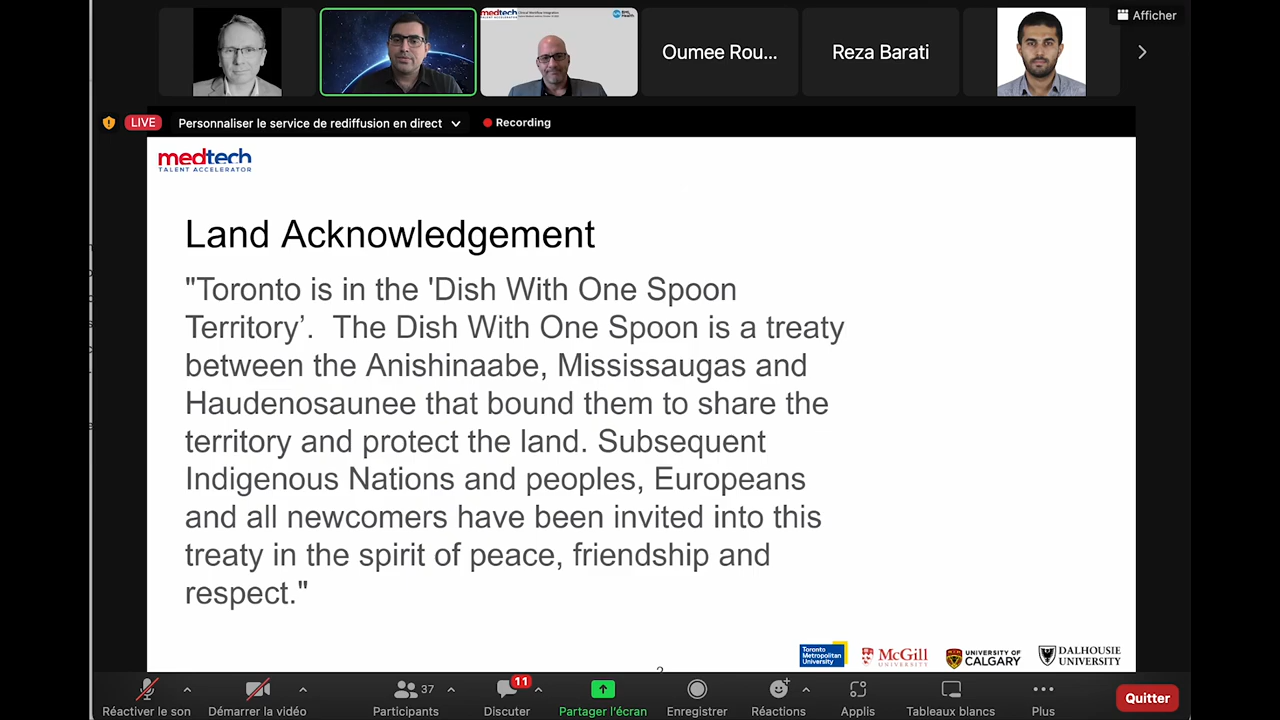 Oumee Rou...
Reza Barati
Afficher
LIVE
Personnaliser le service de rediffusion en direct
Recording
medtech
TALENT ACCELERATOR
Land Acknowledgement
"Toronto is in the 'Dish With One Spoon
Territory’.  The Dish With One Spoon is a treaty
between the Anishinaabe, Mississaugas and
Haudenosaunee that bound them to share the
territory and protect the land. Subsequent
Indigenous Nations and peoples, Europeans
and all newcomers have been invited into this
treaty in the spirit of peace, friendship and
respect."
Toronto
Metropolitan
University
McGill
UNIVERSITY
UNIVERSITY OF
CALGARY
DALHOUSIE
UNIVERSITY
Réactiver le son
Démarrer la vidéo
37
Participants
11
Discuter
Partager l'écran
Enregistrer
Réactions
Applis
Tableaux blancs
Plus
Quitter